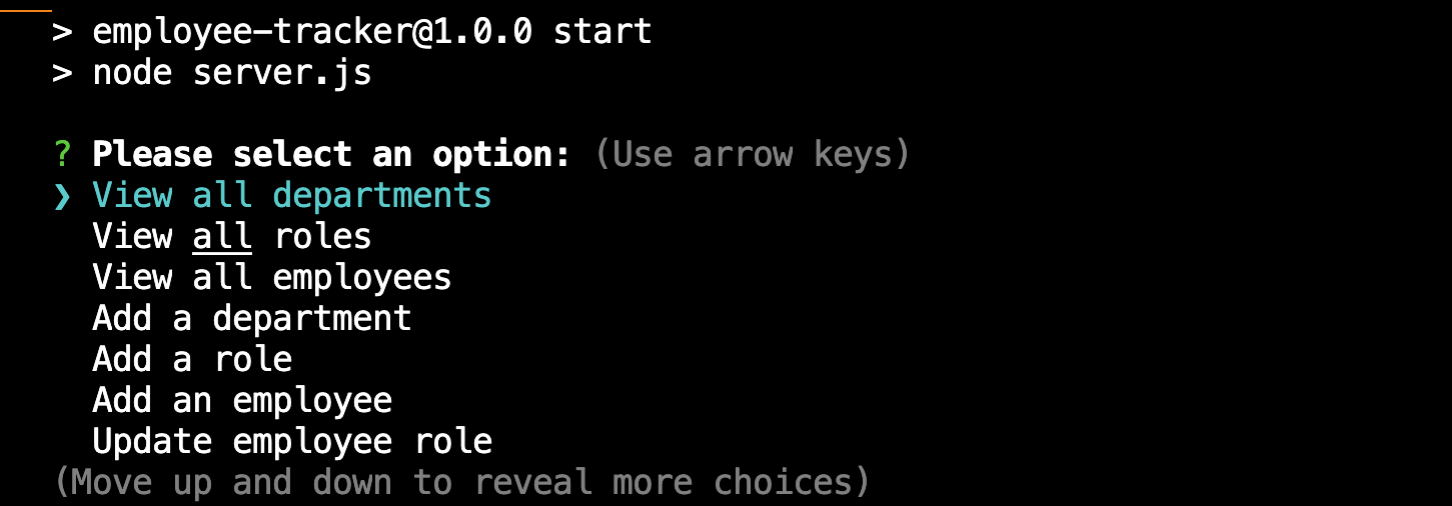 > employee-tracker@1.0.0 start
> node server.js
? Please select an option: (Use arrow keys)
❯ View all departments
View all roles
View all employees
Add a department
Add a role
Add an employee
Update employee role
(Move up and down to reveal more choices)